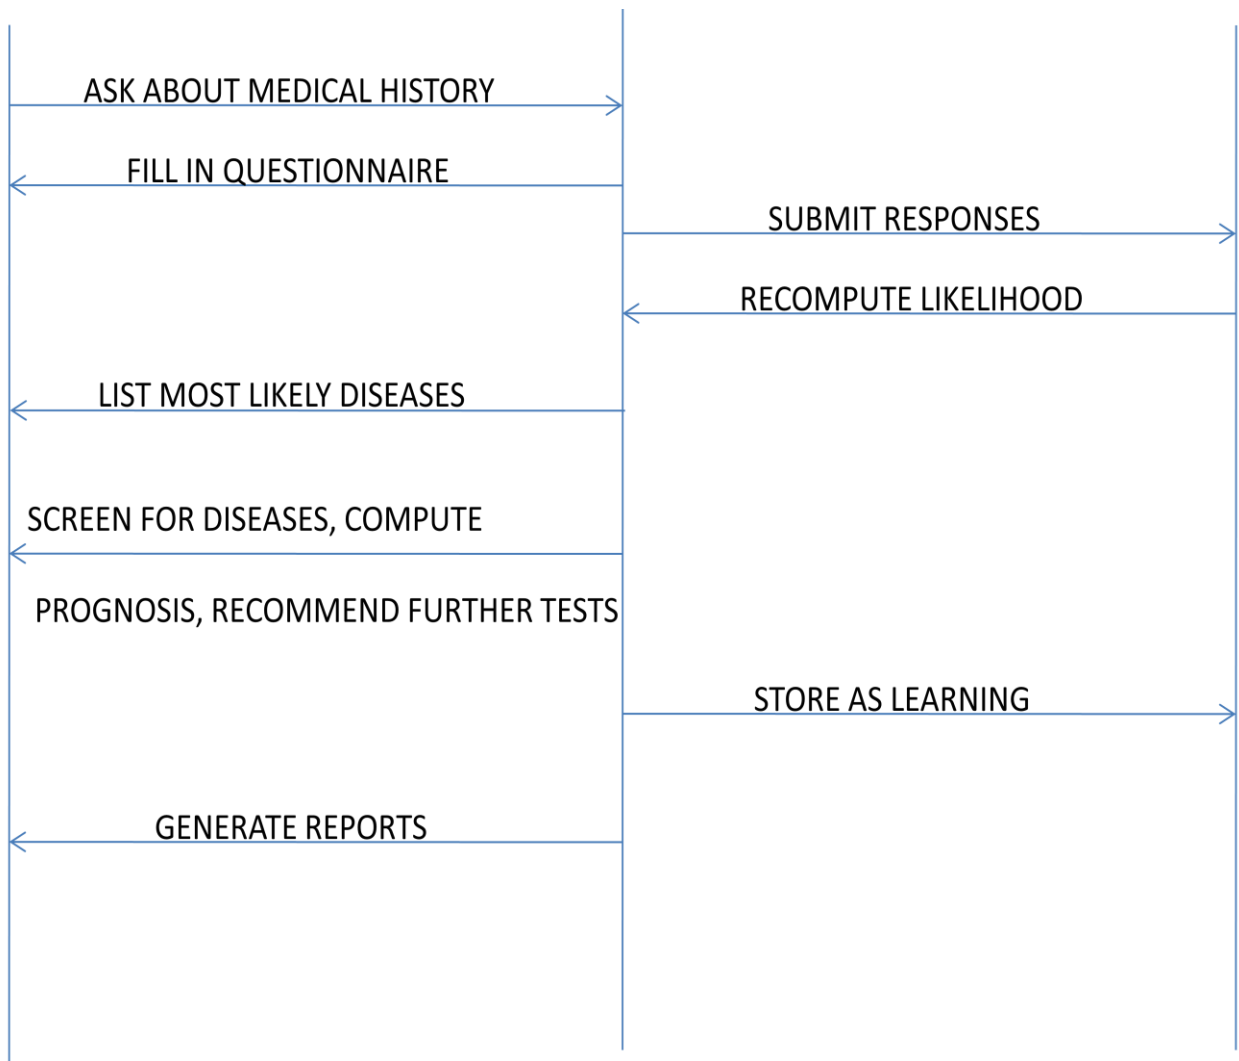 ASK ABOUT MEDICAL HISTORY
FILL IN QUESTIONNAIRE
SUBMIT RESPONSES
RECOMPUTE LIKELIHOOD
LIST MOST LIKELY DISEASES
SCREEN FOR DISEASES, COMPUTE
PROGNOSIS, RECOMMEND FURTHER TESTS
STORE AS LEARNING
GENERATE REPORTS